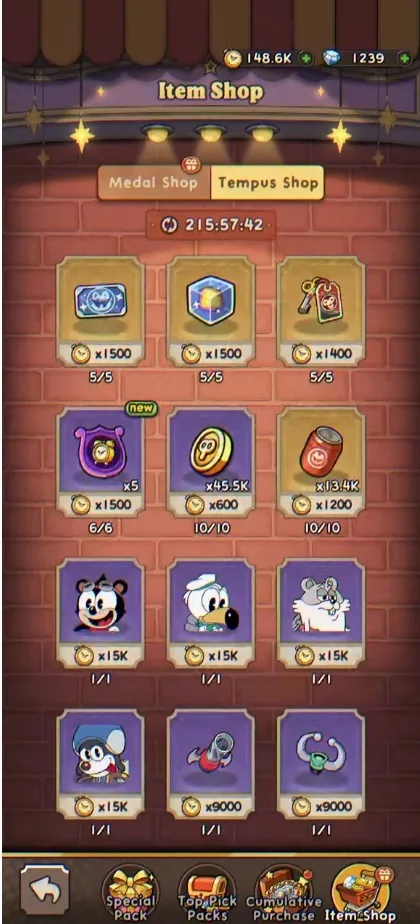 148.6K 1239
Item Shop
Medal Shop Tempus Shop
215:57:42
x1500 x1500 x1400
5/5 5/5 5/5
new
x5 x45.5K x13.4K
x1500 x600 x1200
6/6 10/10 10/10
x15K x15K x15K
1/1 1/1 1/1
x15K x9000 x9000
1/1 1/1 1/1
Special Top Pick Cumulative
Pack Packs Purchase Item Shop